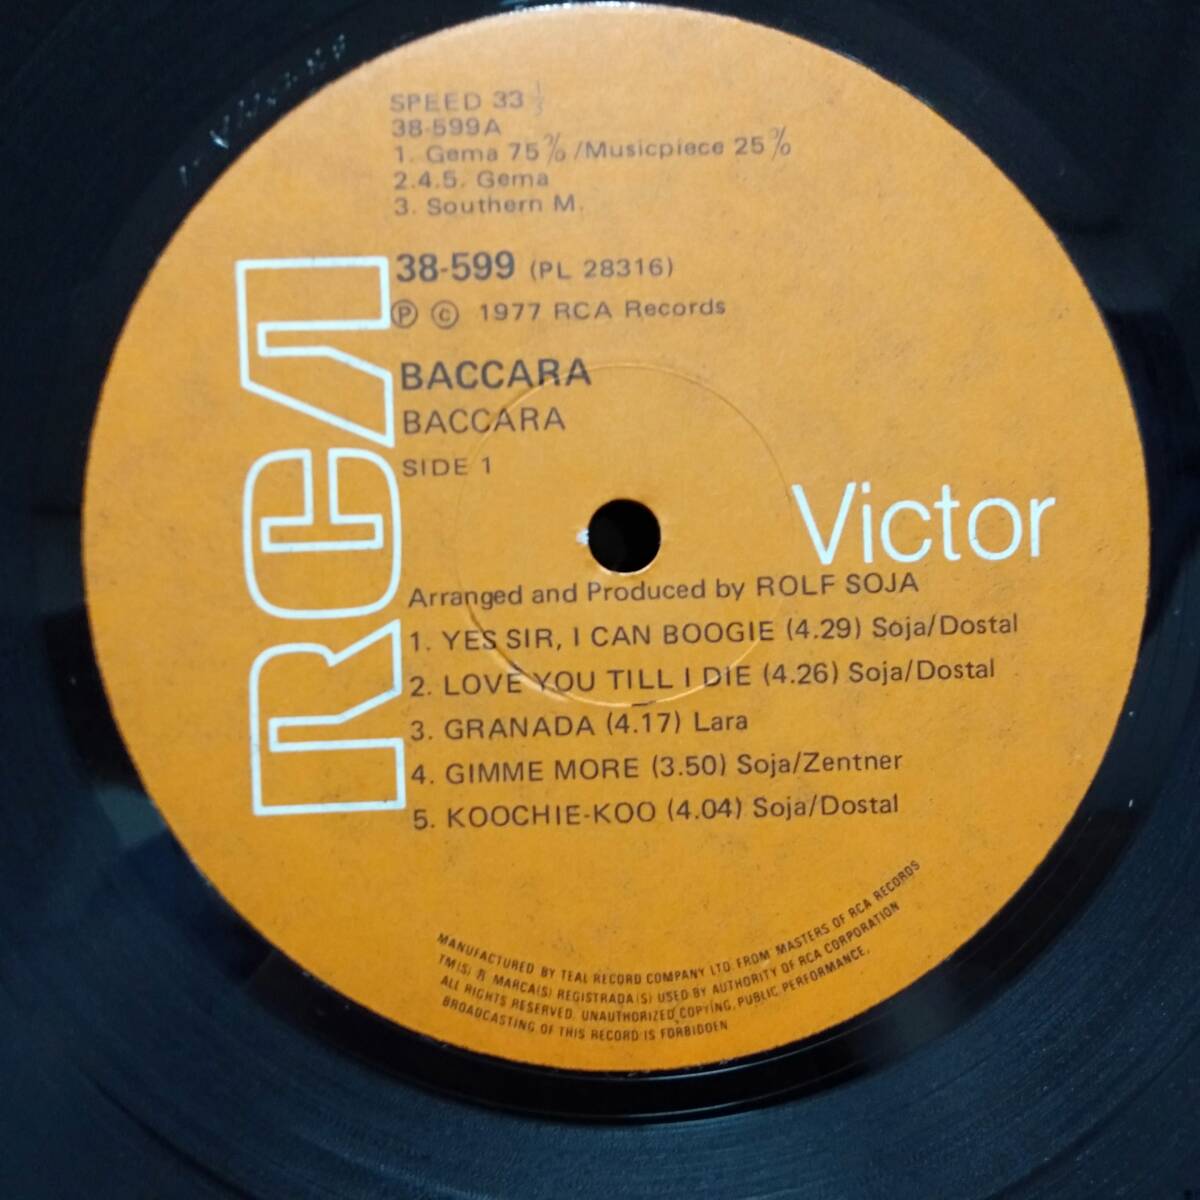 SPEED 33 1/3
38-599A
1. Gema 75% /Musicpiece 25%
2.4.5. Gema
3. Southern M.
38-599 (PL 28316)
Ⓟ © 1977 RCA Records
BACCARA
BACCARA
SIDE 1
RCA
Victor
Arranged and Produced by ROLF SOJA
1. YES SIR, I CAN BOOGIE (4.29) Soja/Dostal
2. LOVE YOU TILL I DIE (4.26) Soja/Dostal
3. GRANADA (4.17) Lara
4. GIMME MORE (3.50) Soja/Zentner
5. KOOCHIE-KOO (4.04) Soja/Dostal
MANUFACTURED BY TEAL RECORD COMPANY LTD. FROM MASTERS OF RCA RECORDS
TM(S) ® MARCA(S) REGISTRADA(S) USED BY AUTHORITY OF RCA CORPORATION
ALL RIGHTS RESERVED. UNAUTHORIZED COPYING, PUBLIC PERFORMANCE,
BROADCASTING OF THIS RECORD IS FORBIDDEN